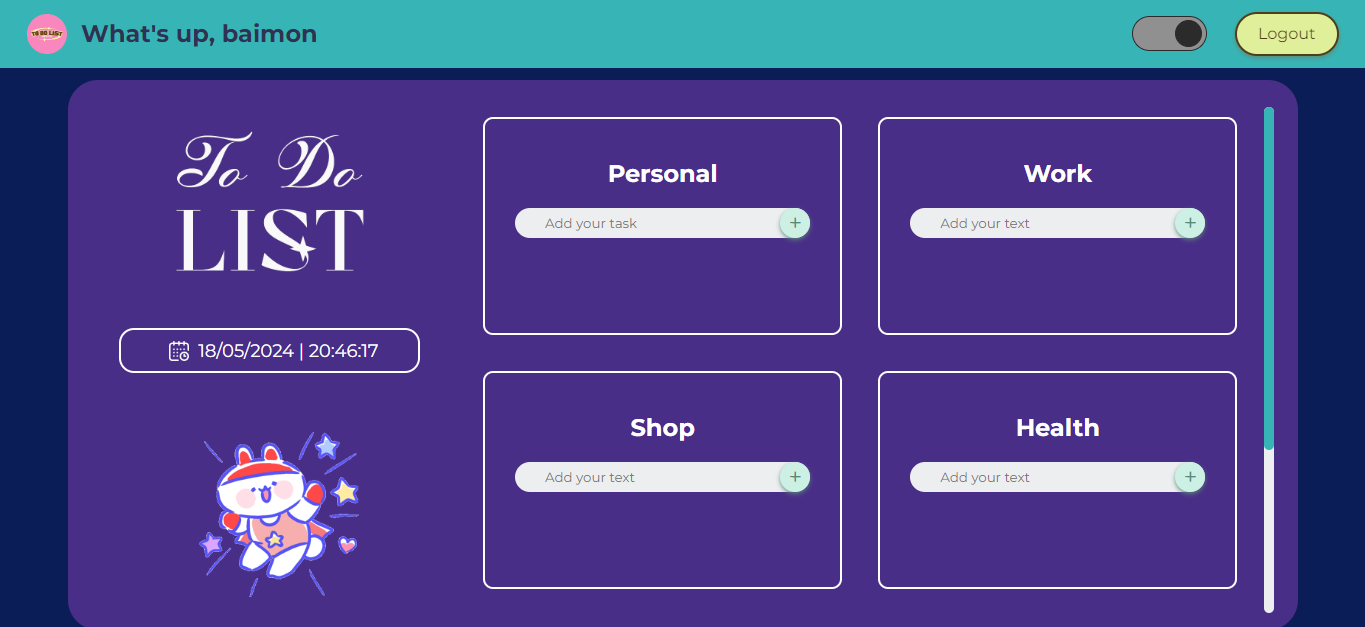 TO DO LIST
What's up, baimon
Logout
To Do
LIST
18/05/2024 | 20:46:17
Personal
Add your task
+
Work
Add your text
+
Shop
Add your text
+
Health
Add your text
+